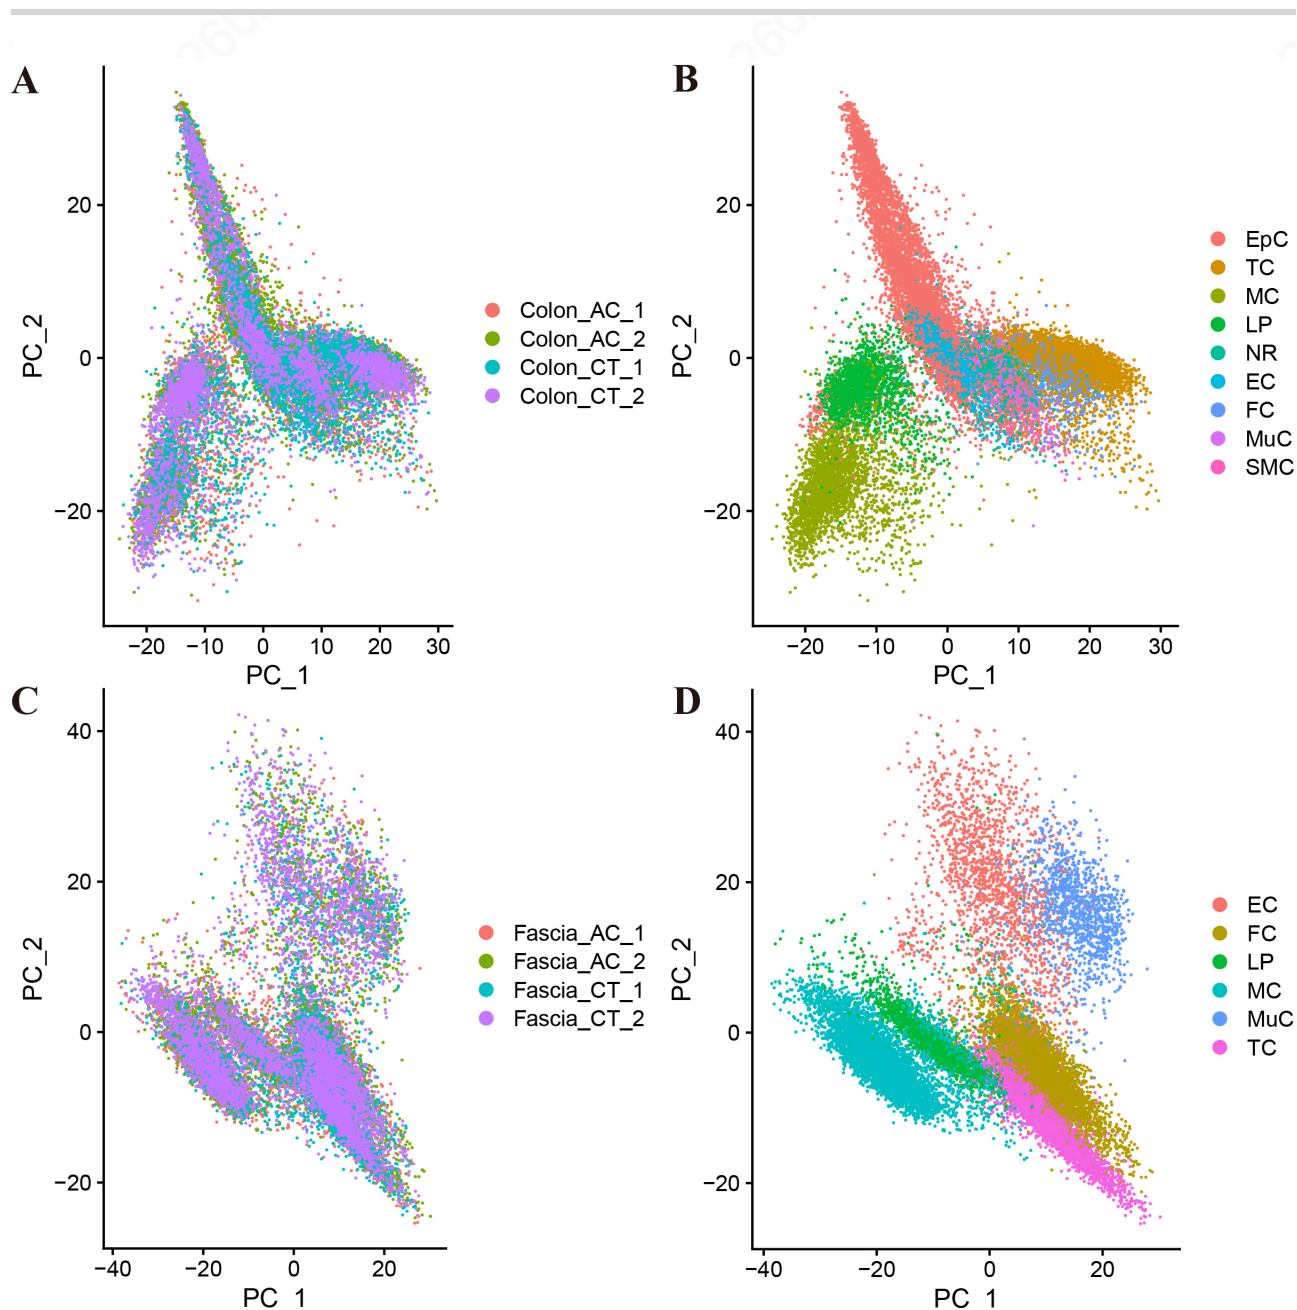 A
PC_2
20
0
−20
−20
−10
0
10
20
30
PC_1
Colon_AC_1
Colon_AC_2
Colon_CT_1
Colon_CT_2
B
PC_2
20
0
−20
−20
−10
0
10
20
30
PC_1
EpC
TC
MC
LP
NR
EC
FC
MuC
SMC
C
PC_2
40
20
0
−20
−40
−20
0
20
PC_1
Fascia_AC_1
Fascia_AC_2
Fascia_CT_1
Fascia_CT_2
D
PC_2
40
20
0
−20
−40
−20
0
20
PC_1
EC
FC
LP
MC
MuC
TC